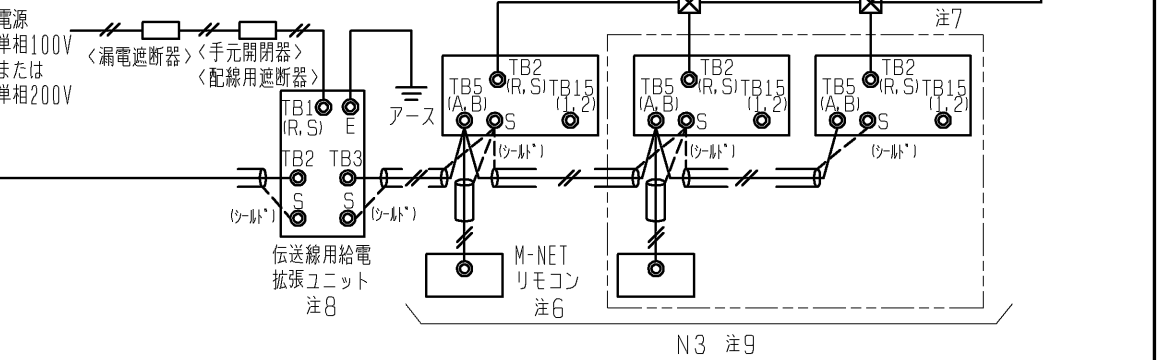 電源
単相100V
または
単相200V
〈漏電遮断器〉
〈手元開閉器〉
〈配線用遮断器〉
アース
TB1
(R, S)
E
TB2
TB3
S
S
(シールド)
(シールド)
伝送線用給電
拡張ユニット
注8
TB2
(R, S)
TB5
(A, B)
TB15
(1, 2)
S
(シールド)
M-NET
リモコン
注6
注7
TB2
(R, S)
TB5
(A, B)
TB15
(1, 2)
S
(シールド)
TB2
(R, S)
TB5
(A, B)
TB15
(1, 2)
S
(シールド)
N3 注9